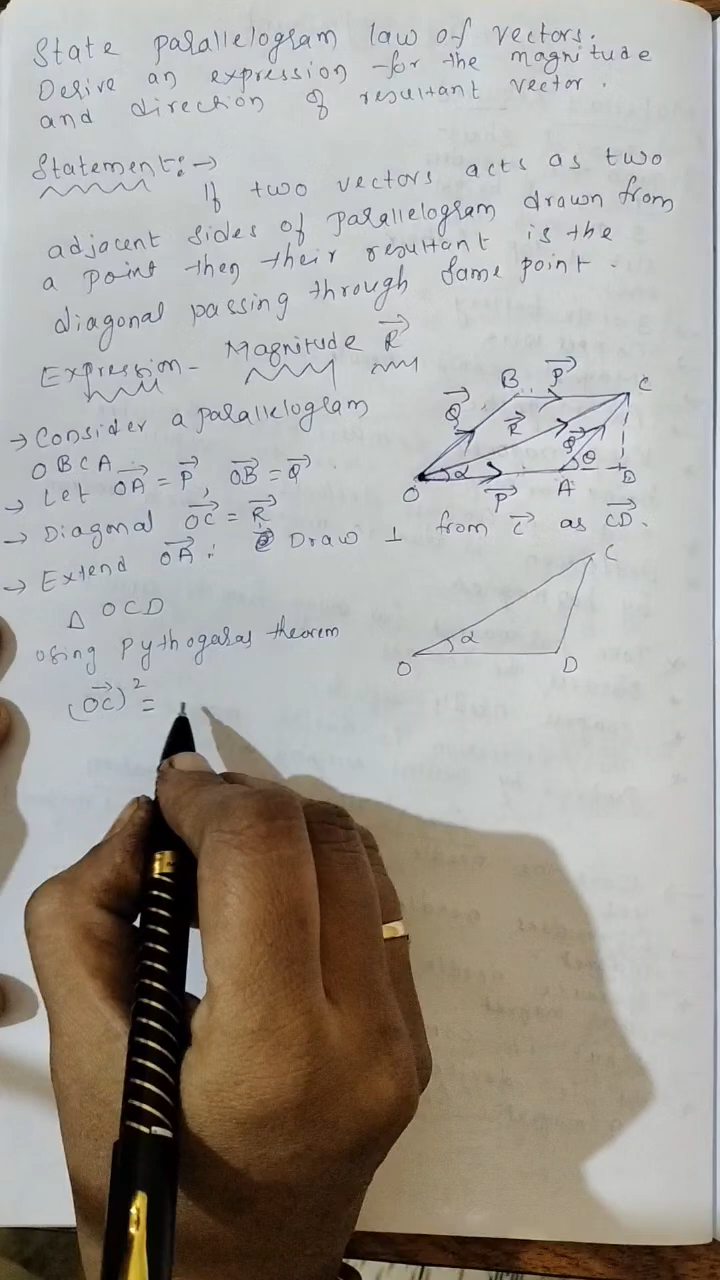 State parallelogram law of vectors.
Derive an expression for the magnitude
and direction of resultant vector.
Statement:→
If two vectors acts as two
adjacent sides of parallelogram drawn from
a point then their resultant is the
diagonal passing through same point.
Expression - Magnitude R⃗
→ Consider a parallelogram
OBCA
→ Let OA⃗ = P⃗, OB⃗ = Q⃗
→ Diagonal OC⃗ = R⃗
→ Extend OA⃗. Draw ⊥ from C⃗ as CD⃗.
Δ OCD
using Pythogaras theorem
(OC⃗)² =
B P⃗ C
Q⃗ R⃗ Q⃗
O α P⃗ A θ D
C
O α D